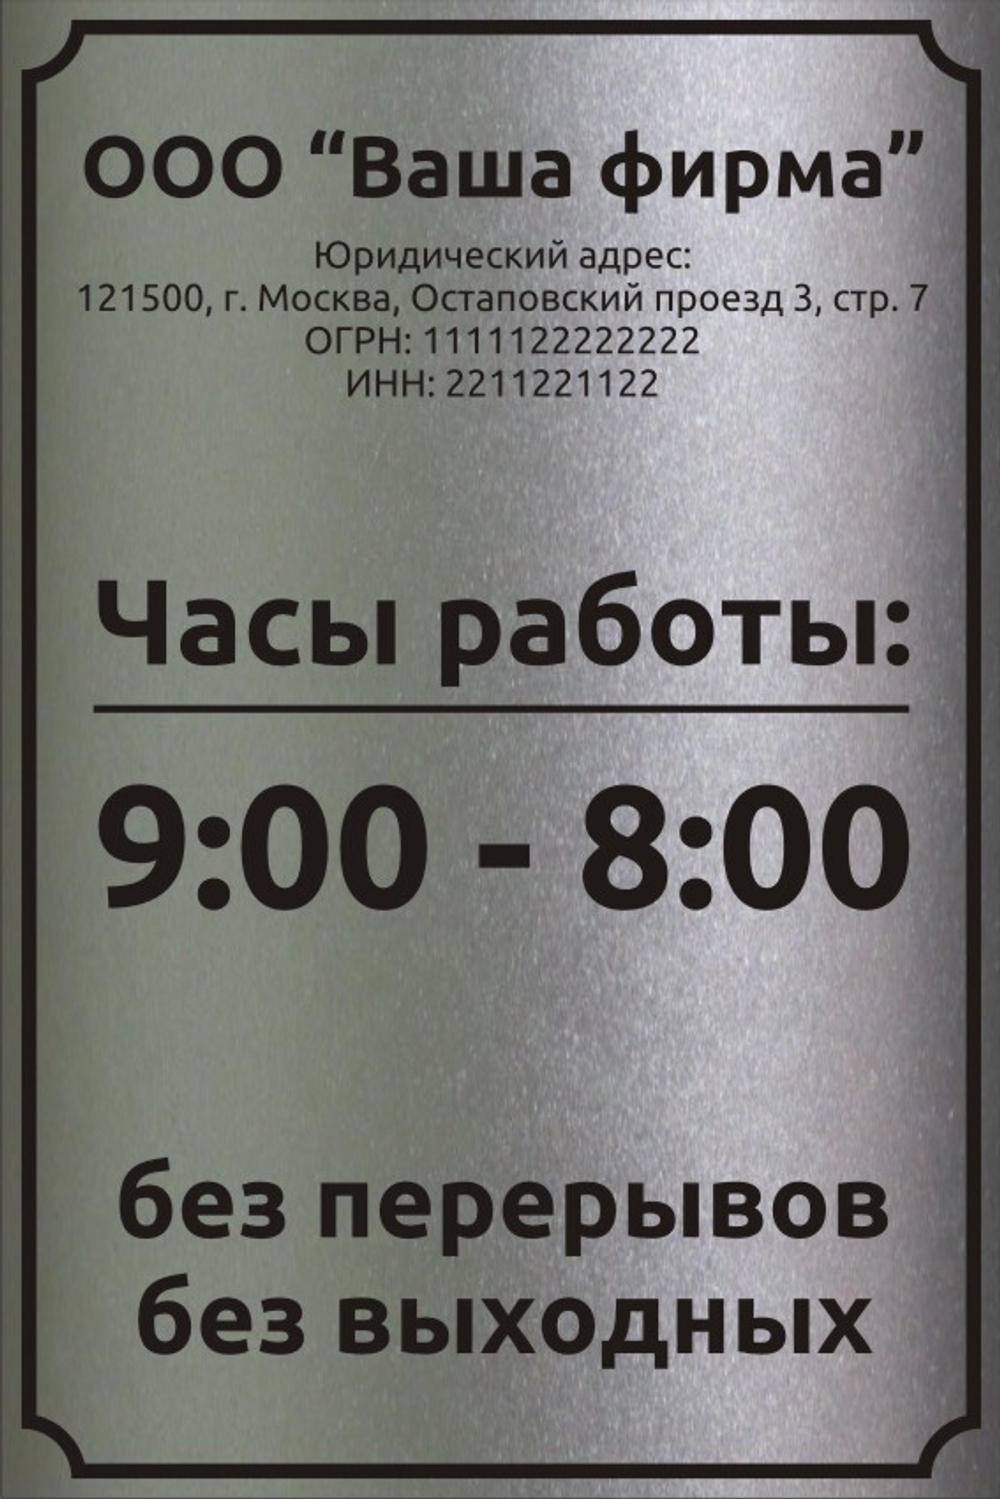 ООО “Ваша фирма”
Юридический адрес:
121500, г. Москва, Остаповский проезд 3, стр. 7
ОГРН: 1111122222222
ИНН: 2211221122
Часы работы:
9:00 - 8:00
без перерывов
без выходных